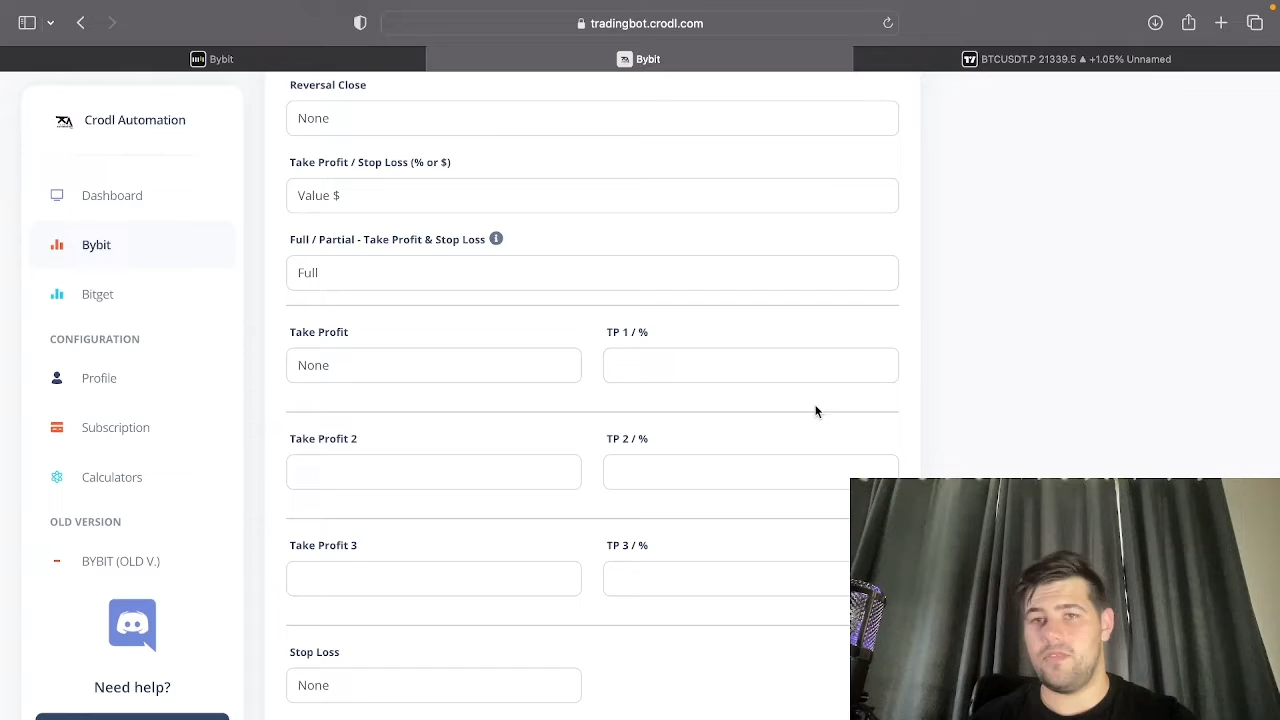 tradingbot.crodl.com
Bybit
Bybit
BTCUSDT.P 21339.5 ▲ +1.05% Unnamed
Crodl Automation
Dashboard
Bybit
Bitget
CONFIGURATION
Profile
Subscription
Calculators
OLD VERSION
BYBIT (OLD V.)
Need help?
Reversal Close
None
Take Profit / Stop Loss (% or $)
Value $
Full / Partial - Take Profit & Stop Loss
Full
Take Profit
TP 1 / %
None
Take Profit 2
TP 2 / %
Take Profit 3
TP 3 / %
Stop Loss
None